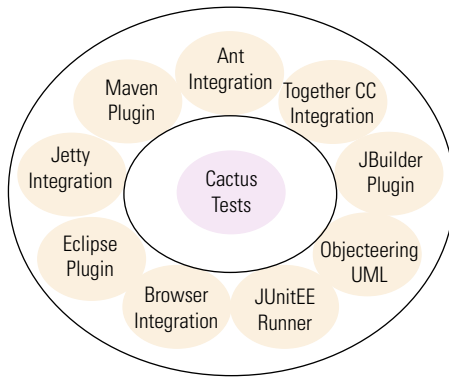 Ant
Integration
Together CC
Integration
JBuilder
Plugin
Objecteering
UML
JUnitEE
Runner
Browser
Integration
Eclipse
Plugin
Jetty
Integration
Maven
Plugin
Cactus
Tests